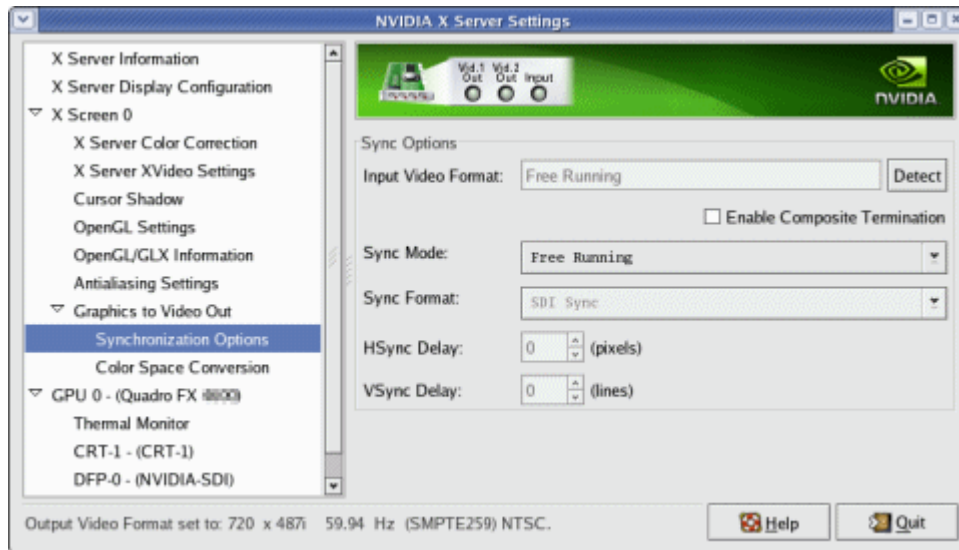 NVIDIA X Server Settings
X Server Information
X Server Display Configuration
X Screen 0
X Server Color Correction
X Server XVideo Settings
Cursor Shadow
OpenGL Settings
OpenGL/GLX Information
Antialiasing Settings
Graphics to Video Out
Synchronization Options
Color Space Conversion
GPU 0 - (Quadro FX
Thermal Monitor
CRT-1 - (CRT-1)
DFP-0 - (NVIDIA-SDI)
Vid.1 Out Vid.2 Out Input
NVIDIA.
Sync Options
Input Video Format: Free Running Detect
Enable Composite Termination
Sync Mode: Free Running
Sync Format: SDI Sync
HSync Delay: 0 (pixels)
VSync Delay: 0 (lines)
Output Video Format set to: 720 x 487i 59.94 Hz (SMPTE259) NTSC.
Help Quit